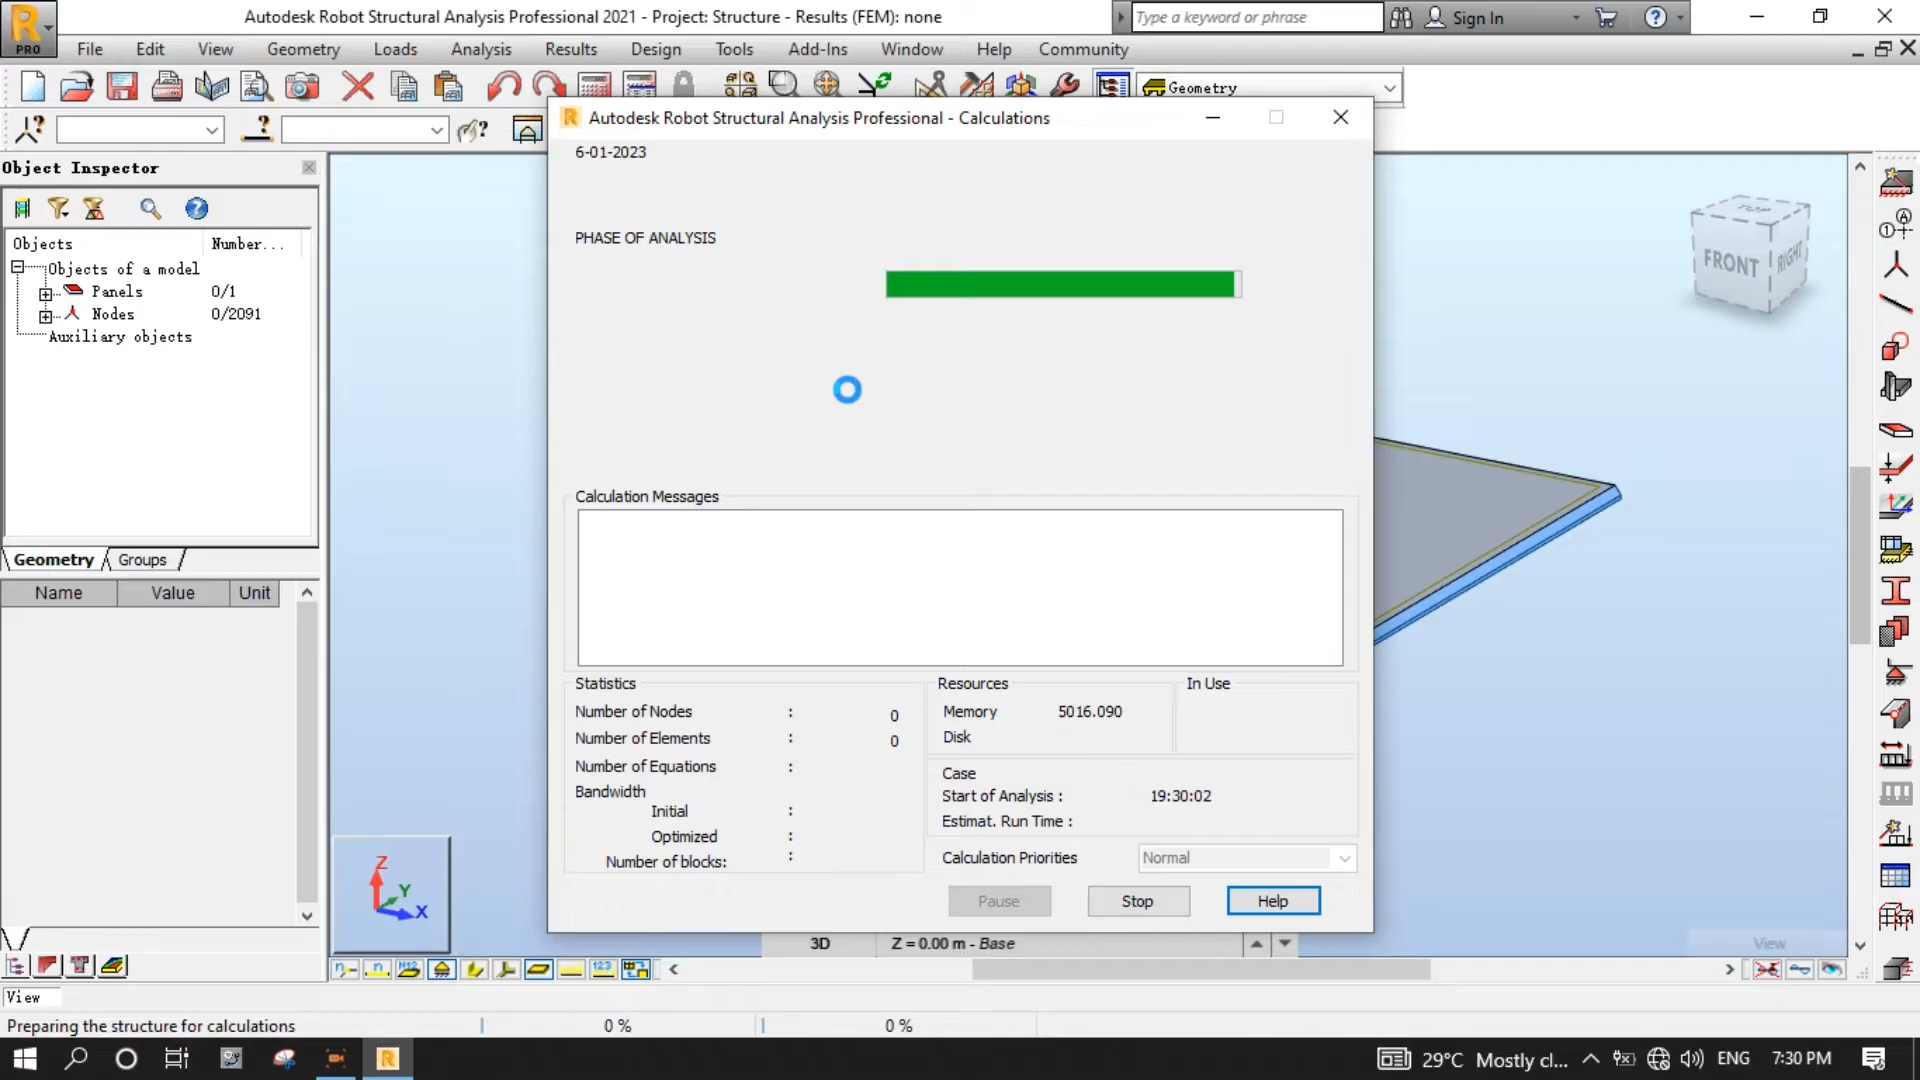 Autodesk Robot Structural Analysis Professional 2021 - Project: Structure - Results (FEM): none
Type a keyword or phrase
Sign In
PRO
File Edit View Geometry Loads Analysis Results Design Tools Add-Ins Window Help Community
Geometry
Autodesk Robot Structural Analysis Professional - Calculations
6-01-2023
PHASE OF ANALYSIS
Object Inspector
Objects Number...
Objects of a model
Panels 0/1
Nodes 0/2091
Auxiliary objects
Geometry Groups
Name Value Unit
TOP
FRONT
RIGHT
Calculation Messages
Statistics
Number of Nodes : 0
Number of Elements : 0
Number of Equations :
Bandwidth
Initial :
Optimized :
Number of blocks: :
Resources
In Use
Memory 5016.090
Disk
Case
Start of Analysis : 19:30:02
Estimat. Run Time :
Calculation Priorities Normal
Pause Stop Help
Z
Y
X
3D Z = 0.00 m - Base
View
View
Preparing the structure for calculations 0 % 0 %
29°C Mostly cl... ENG 7:30 PM